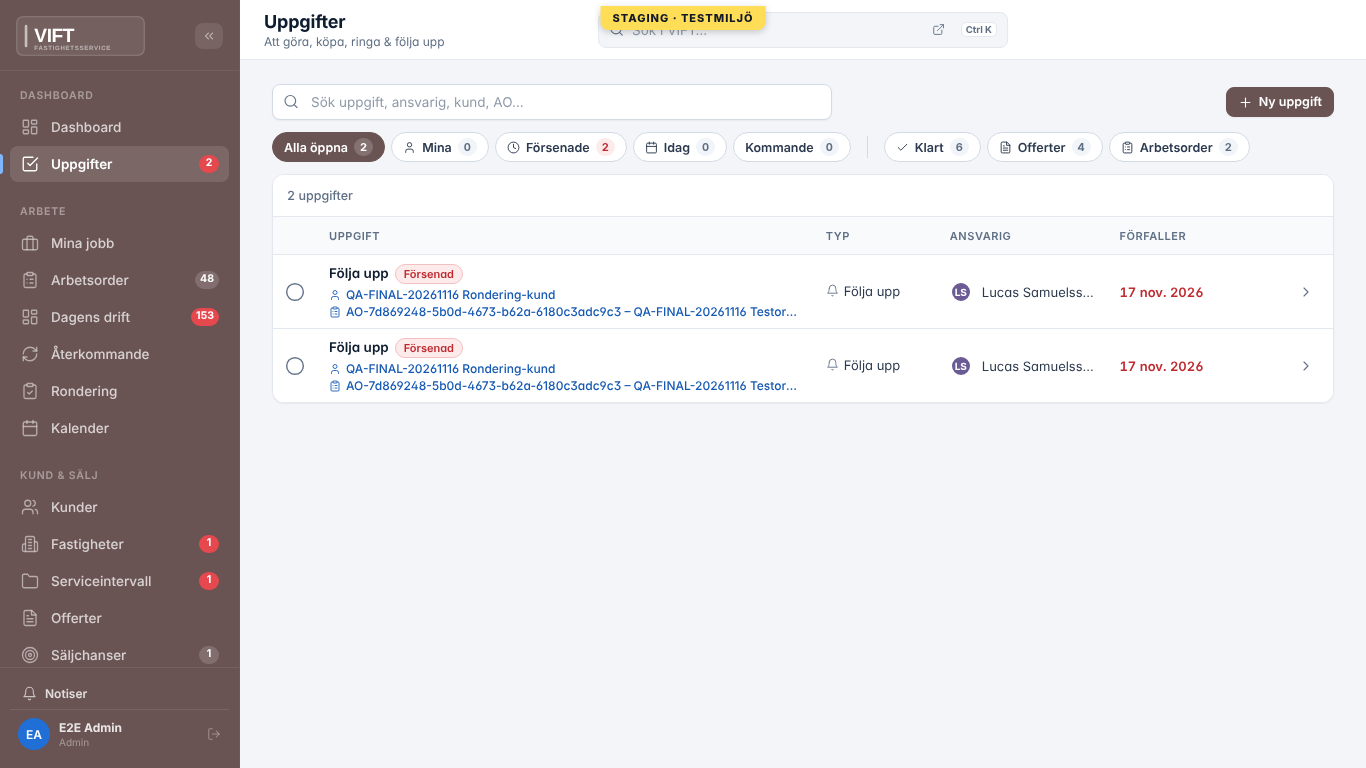 VIFT
FASTIGHETSSERVICE
DASHBOARD
Dashboard
Uppgifter 2
ARBETE
Mina jobb
Arbetsorder 48
Dagens drift 153
Återkommande
Rondering
Kalender
KUND & SÄLJ
Kunder
Fastigheter 1
Serviceintervall 1
Offerter
Säljchanser 1
Notiser
EA E2E Admin
Admin
Uppgifter
Att göra, köpa, ringa & följa upp
STAGING · TESTMILJÖ
Sök i VIFT... Ctrl K
Sök uppgift, ansvarig, kund, AO...
Ny uppgift
Alla öppna 2 Mina 0 Försenade 2 Idag 0 Kommande 0 Klart 6 Offerter 4 Arbetsorder 2
2 uppgifter
UPPGIFT TYP ANSVARIG FÖRFALLER
Följa upp Försenad
QA-FINAL-20261116 Rondering-kund
AO-7d869248-5b0d-4673-b62a-6180c3adc9c3 – QA-FINAL-20261116 Testor...
Följa upp LS Lucas Samuelss... 17 nov. 2026
Följa upp Försenad
QA-FINAL-20261116 Rondering-kund
AO-7d869248-5b0d-4673-b62a-6180c3adc9c3 – QA-FINAL-20261116 Testor...
Följa upp LS Lucas Samuelss... 17 nov. 2026